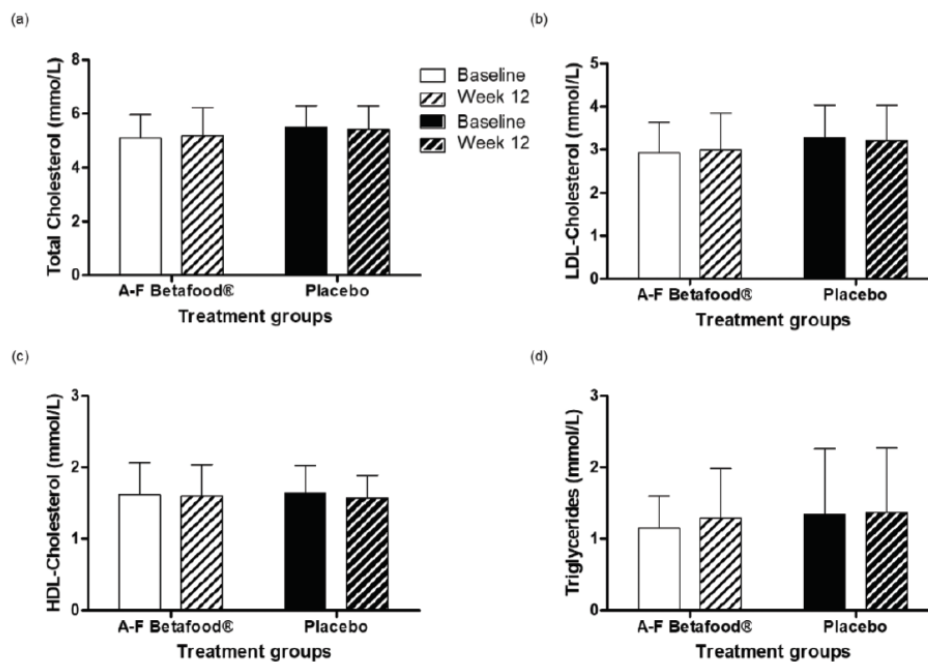 (a)
Total Cholesterol (mmo/L)
8
6
4
2
0
A-F Betafood®
Placebo
Treatment groups
Baseline
Week 12
Baseline
Week 12
(b)
LDL-Cholesterol (mmol/L)
5
4
3
2
1
0
A-F Betafood®
Placebo
Treatment groups
(c)
HDL-Cholesterol (mmol/L)
3
2
1
0
A-F Betafood®
Placebo
Treatment groups
(d)
Triglycerides (mmol/L)
3
2
1
0
A-F Betafood®
Placebo
Treatment groups